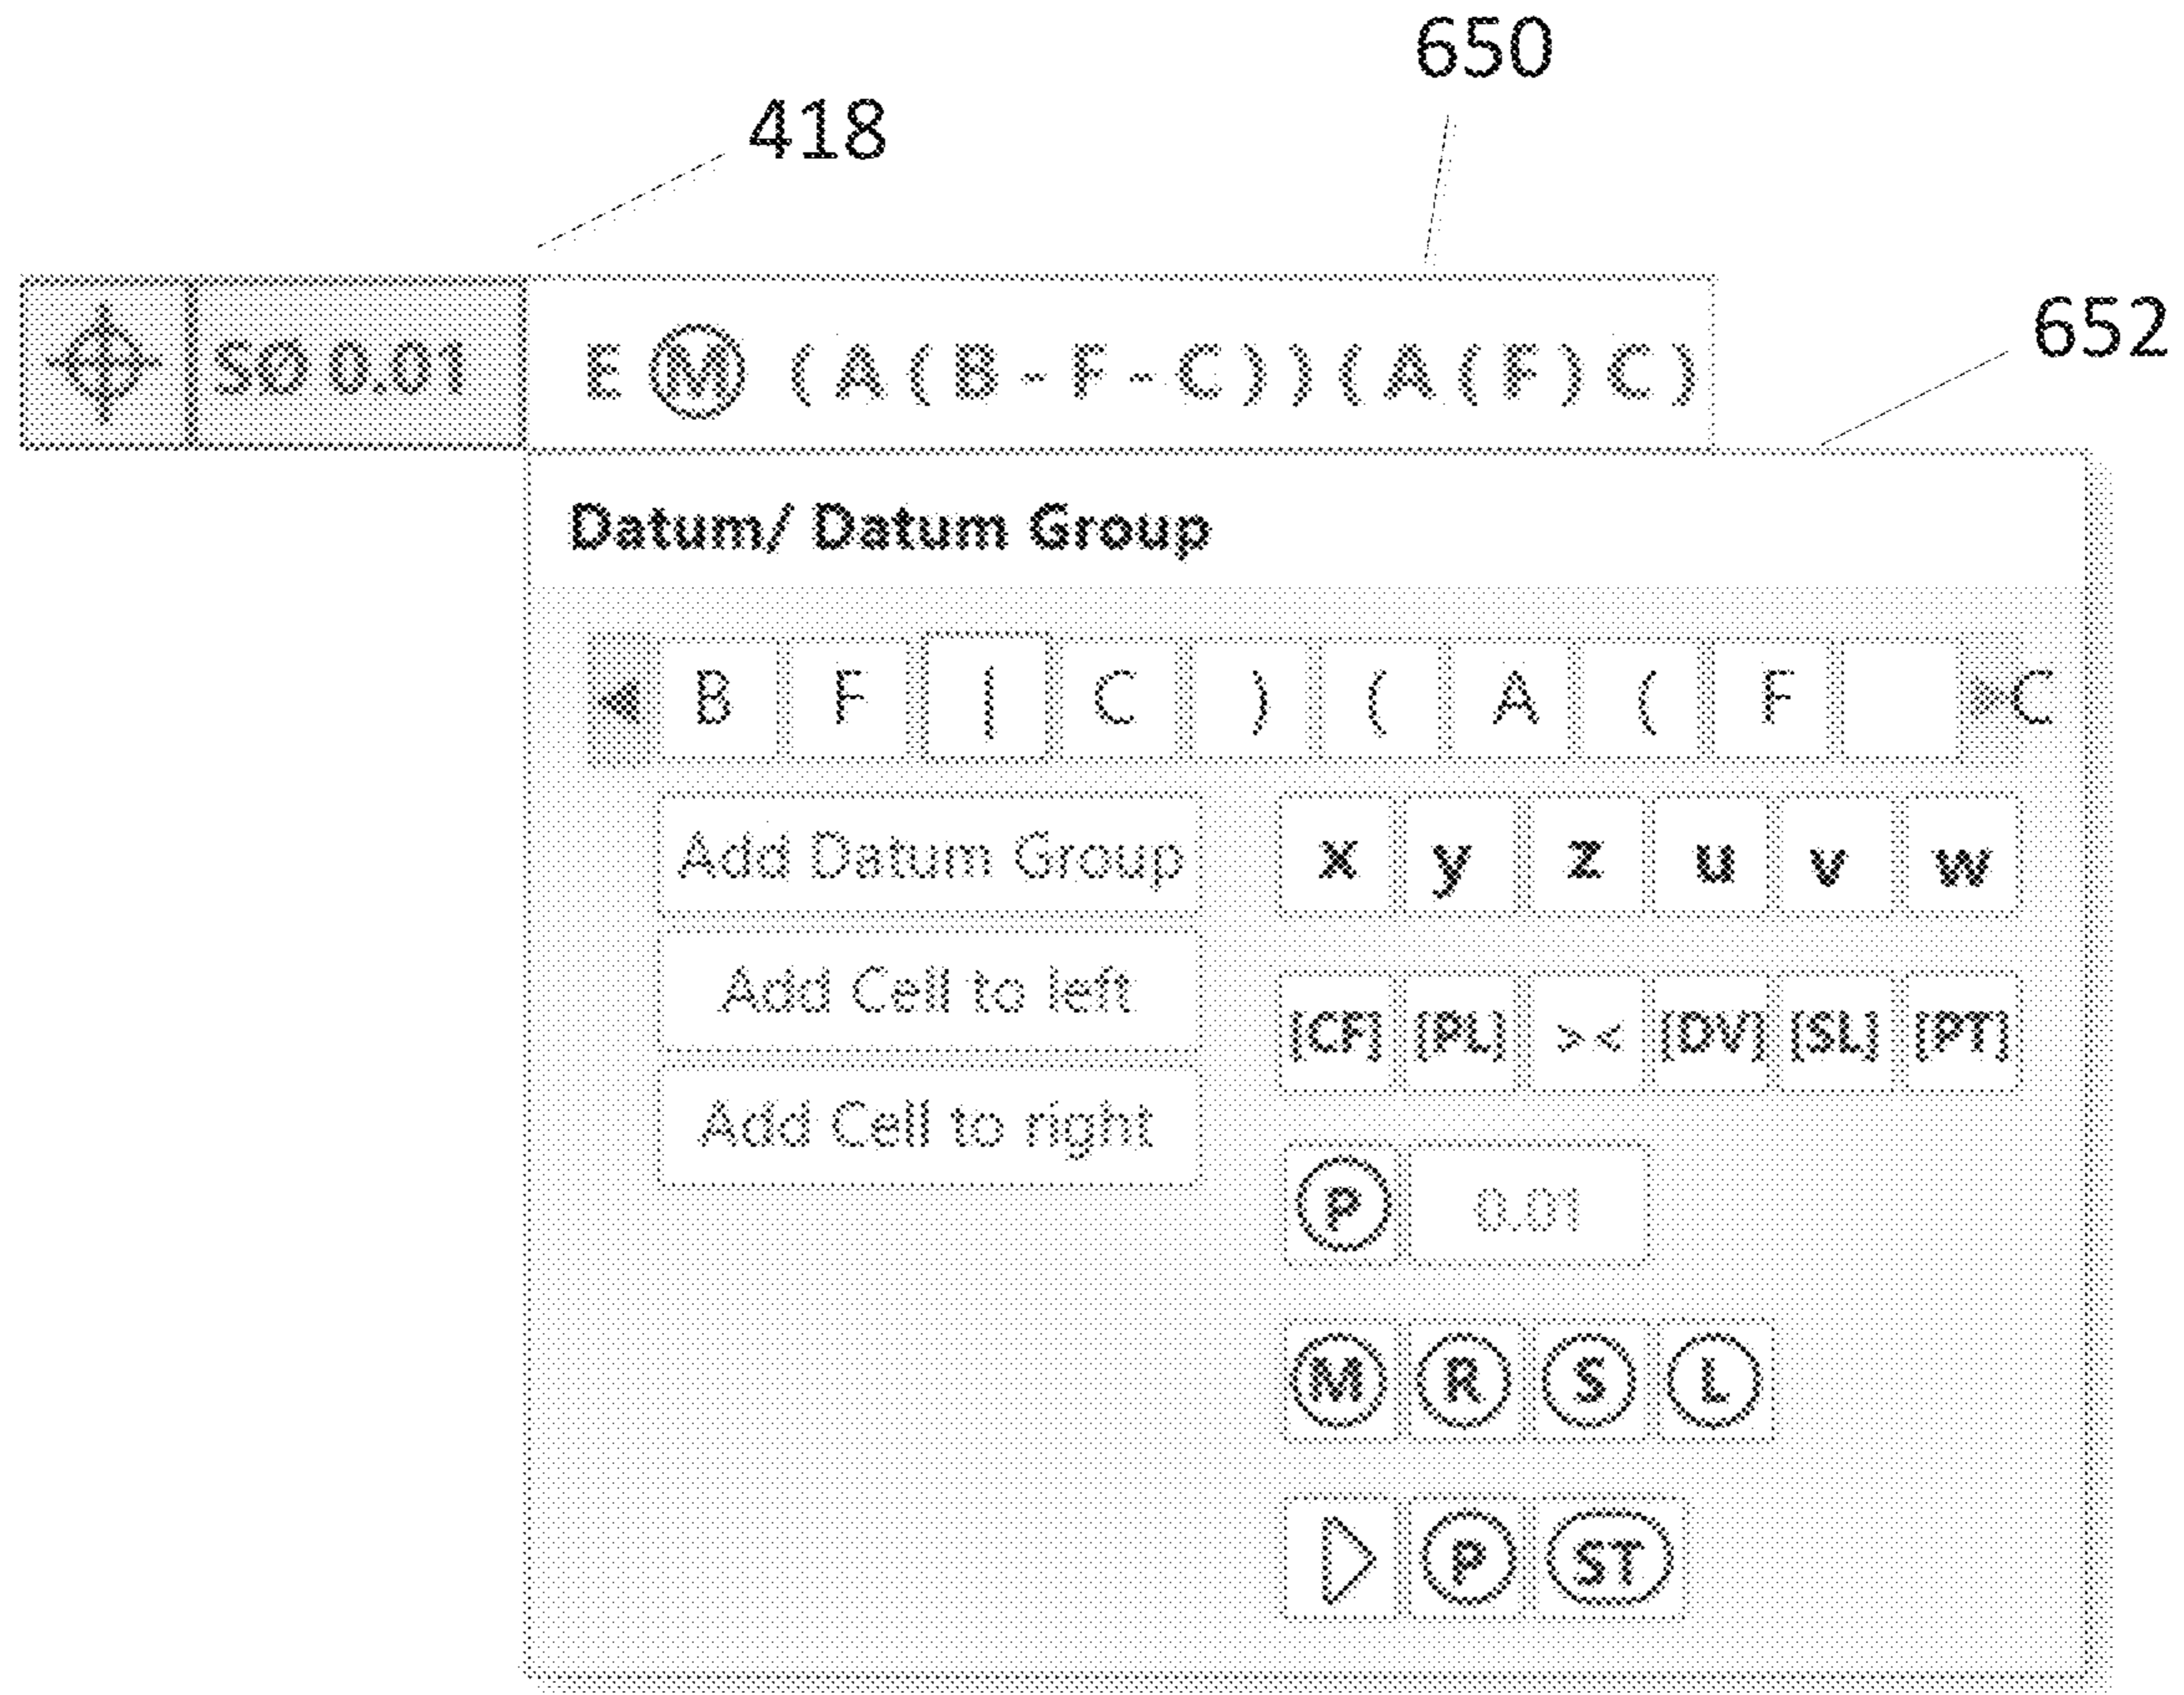 650
418
652
⌖ SØ 0.01 E Ⓜ (A(B-F-C))(A(F)C)
Datum/ Datum Group
◀ B F | C ) ( A ( F ▶ C
Add Datum Group x y z u v w
Add Cell to left [CF] [PL] >< [DV] [SL] [PT]
Add Cell to right
Ⓟ 0.01
Ⓜ Ⓡ Ⓢ Ⓛ
▷ Ⓟ ST